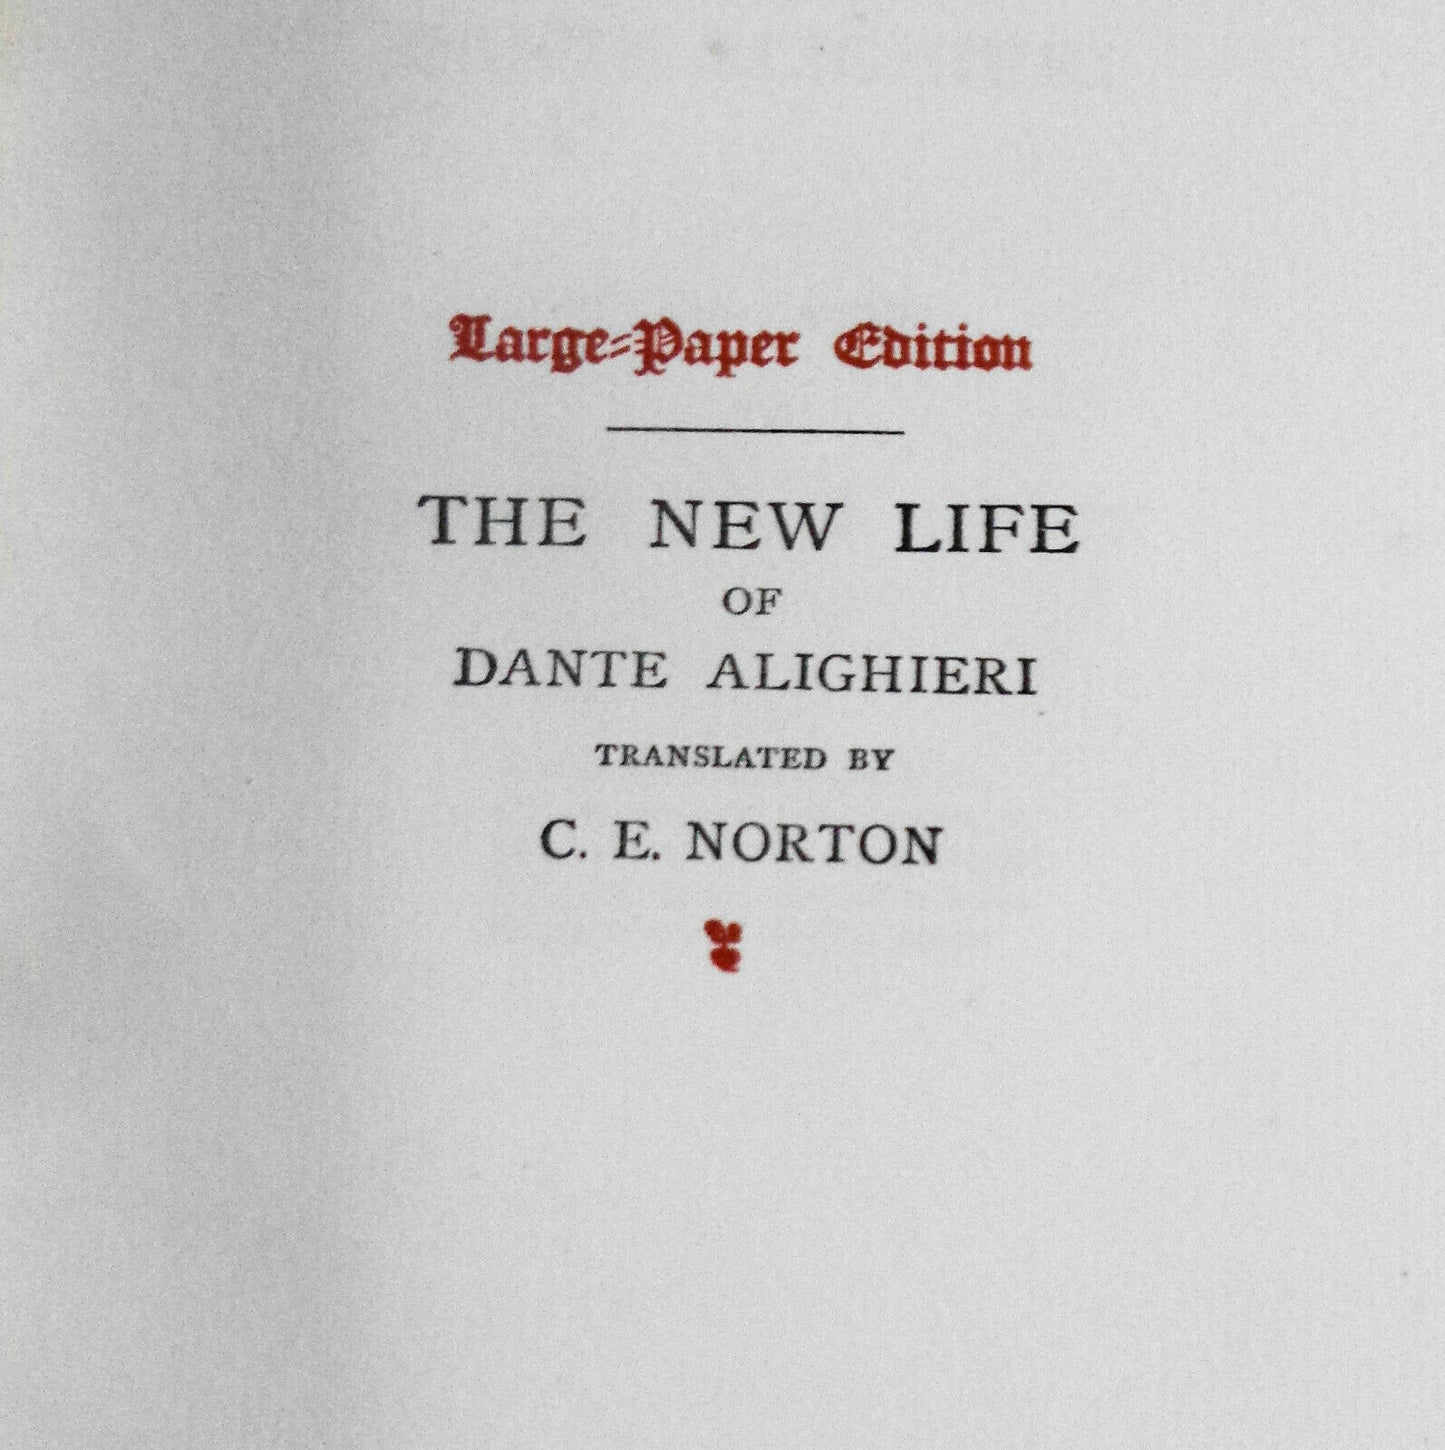 Large-Paper Edition
THE NEW LIFE
OF
DANTE ALIGHIERI
TRANSLATED BY
C. E. NORTON